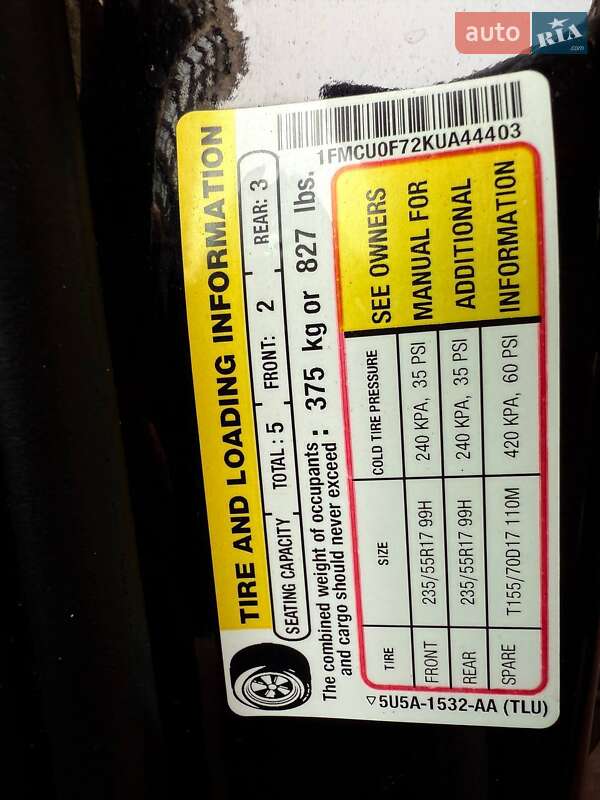 auto
RIA
.com
TIRE AND LOADING INFORMATION
SEATING CAPACITY TOTAL : 5 FRONT: 2 REAR: 3
The combined weight of occupants
and cargo should never exceed : 375 kg or 827 lbs.
1FMCU0F72KUA44403
TIRE SIZE COLD TIRE PRESSURE SEE OWNERS
FRONT 235/55R17 99H 240 KPA, 35 PSI MANUAL FOR
REAR 235/55R17 99H 240 KPA, 35 PSI ADDITIONAL
SPARE T155/70D17 110M 420 KPA, 60 PSI INFORMATION
▽5U5A-1532-AA (TLU)